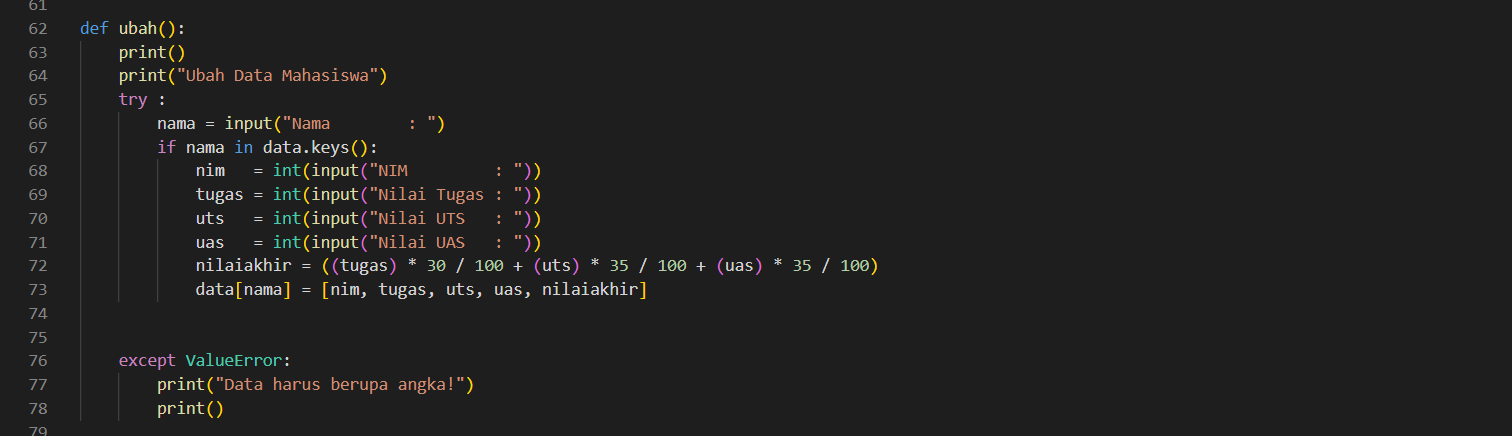 61
62 def ubah():
63     print()
64     print("Ubah Data Mahasiswa")
65     try :
66         nama = input("Nama        : ")
67         if nama in data.keys():
68             nim   = int(input("NIM         : "))
69             tugas = int(input("Nilai Tugas : "))
70             uts   = int(input("Nilai UTS   : "))
71             uas   = int(input("Nilai UAS   : "))
72             nilaiakhir = ((tugas) * 30 / 100 + (uts) * 35 / 100 + (uas) * 35 / 100)
73             data[nama] = [nim, tugas, uts, uas, nilaiakhir]
74
75
76     except ValueError:
77         print("Data harus berupa angka!")
78         print()
79